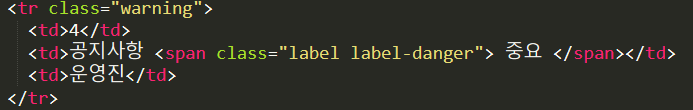 <tr class="warning">
<td>4</td>
<td>공지사항 <span class="label label-danger"> 중요 </span></td>
<td>운영진</td>
</tr>